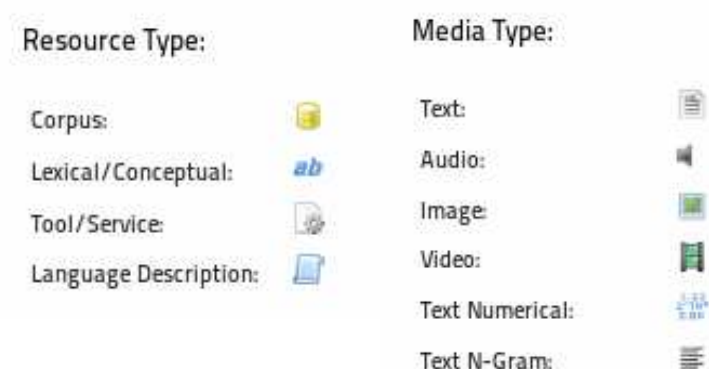 Resource Type:
Corpus:
Lexical/Conceptual:
ab
Tool/Service:
Language Description:
Media Type:
Text:
Audio:
Image:
Video:
Text Numerical:
Text N-Gram: